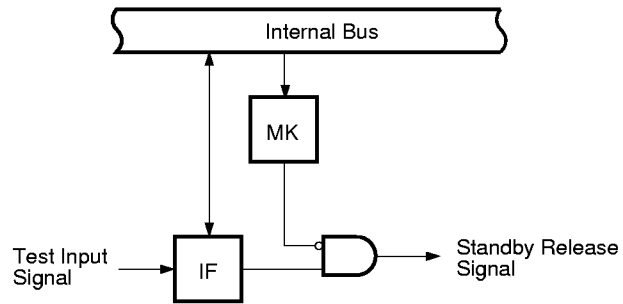 Internal Bus
MK
Test Input
Signal
IF
Standby Release
Signal